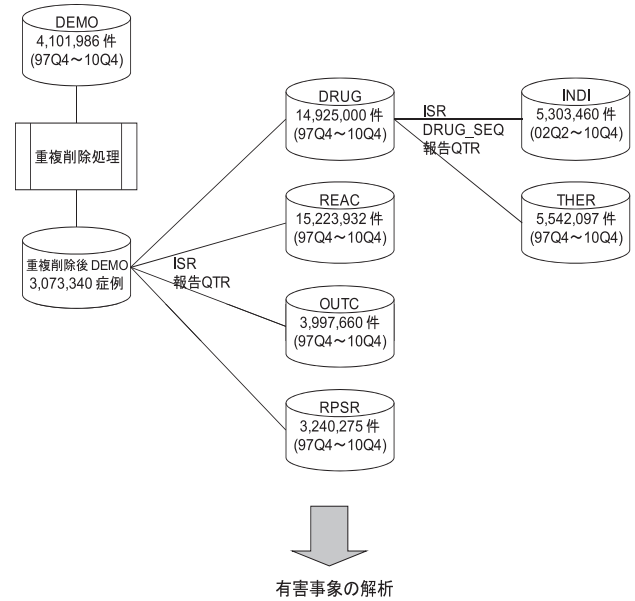 DEMO
4,101,986 件
(97Q4～10Q4)
重複削除処理
重複削除後 DEMO
3,073,340 症例
ISR
報告QTR
DRUG
14,925,000 件
(97Q4～10Q4)
REAC
15,223,932 件
(97Q4～10Q4)
OUTC
3,997,660 件
(97Q4～10Q4)
RPSR
3,240,275 件
(97Q4～10Q4)
ISR
DRUG_SEQ
報告QTR
INDI
5,303,460 件
(02Q2～10Q4)
THER
5,542,097 件
(97Q4～10Q4)
有害事象の解析